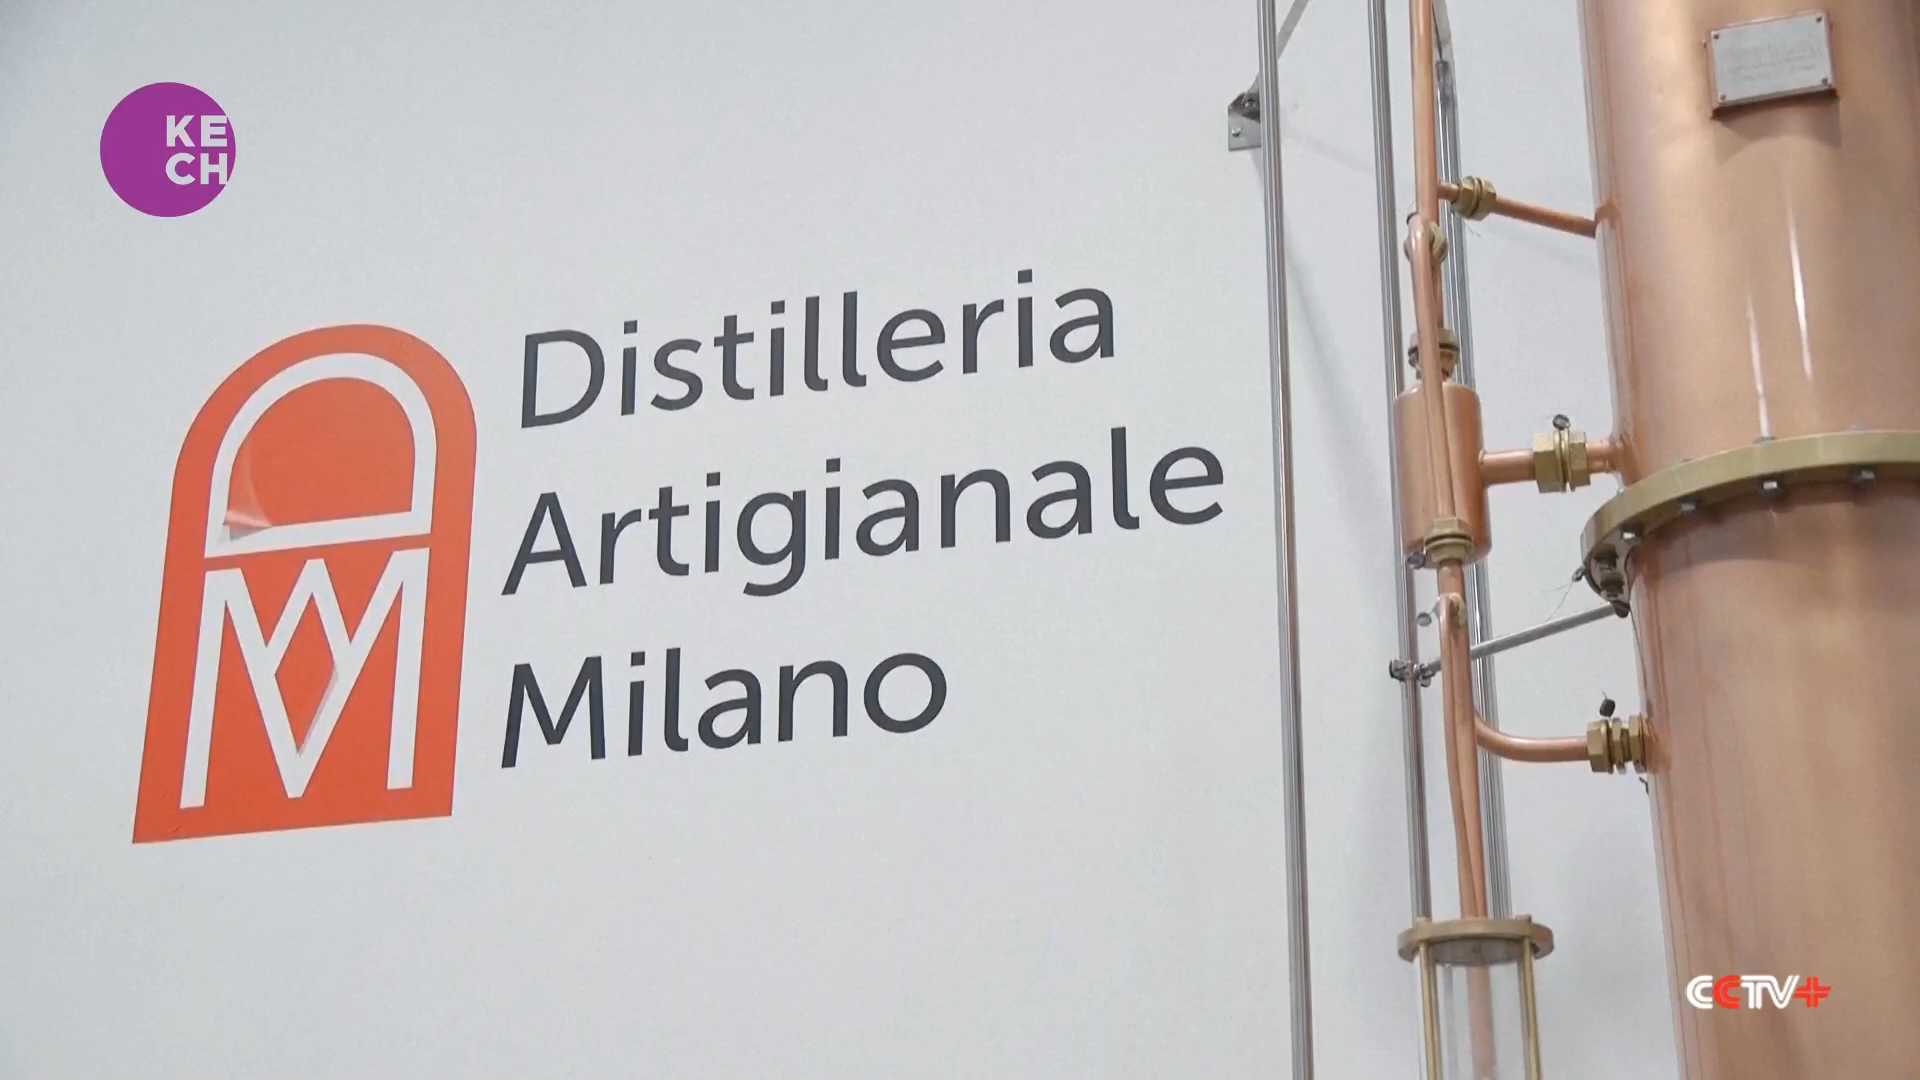 KE
CH
Distilleria
Artigianale
Milano
CCTV+